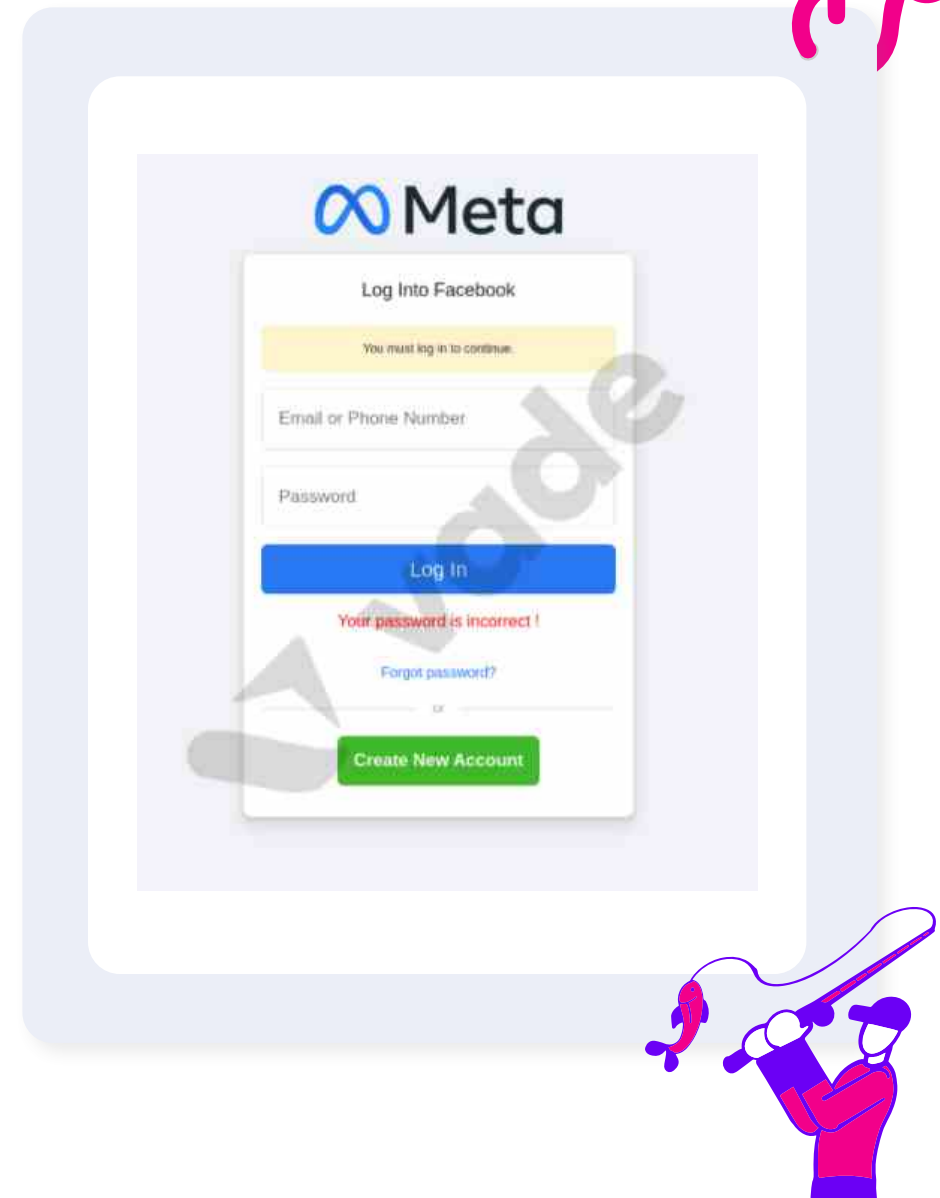 Meta
Log Into Facebook
You must log in to continue.
Email or Phone Number
Password
Log In
Your password is incorrect !
Forgot password?
or
Create New Account
vade